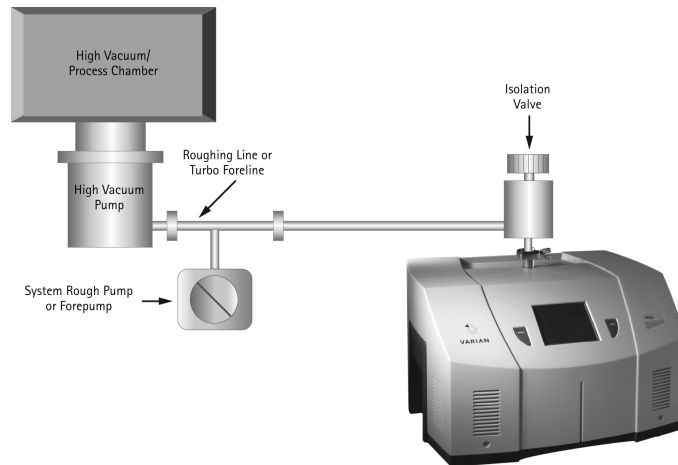 High Vacuum/
Process Chamber
Isolation
Valve
Roughing Line or
Turbo Foreline
High Vacuum
Pump
System Rough Pump
or Forepump
VARIAN